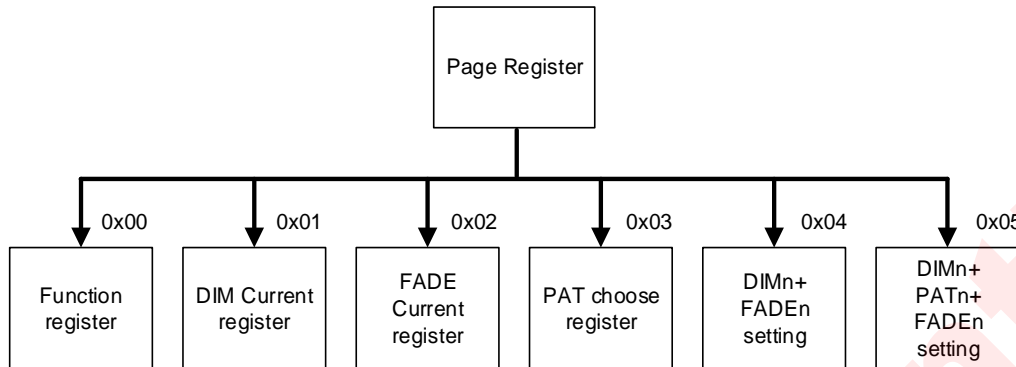 Page Register
0x00
0x01
0x02
0x03
0x04
0x05
Function
register
DIM Current
register
FADE
Current
register
PAT choose
register
DIMn+
FADEn
setting
DIMn+
PATn+
FADEn
setting